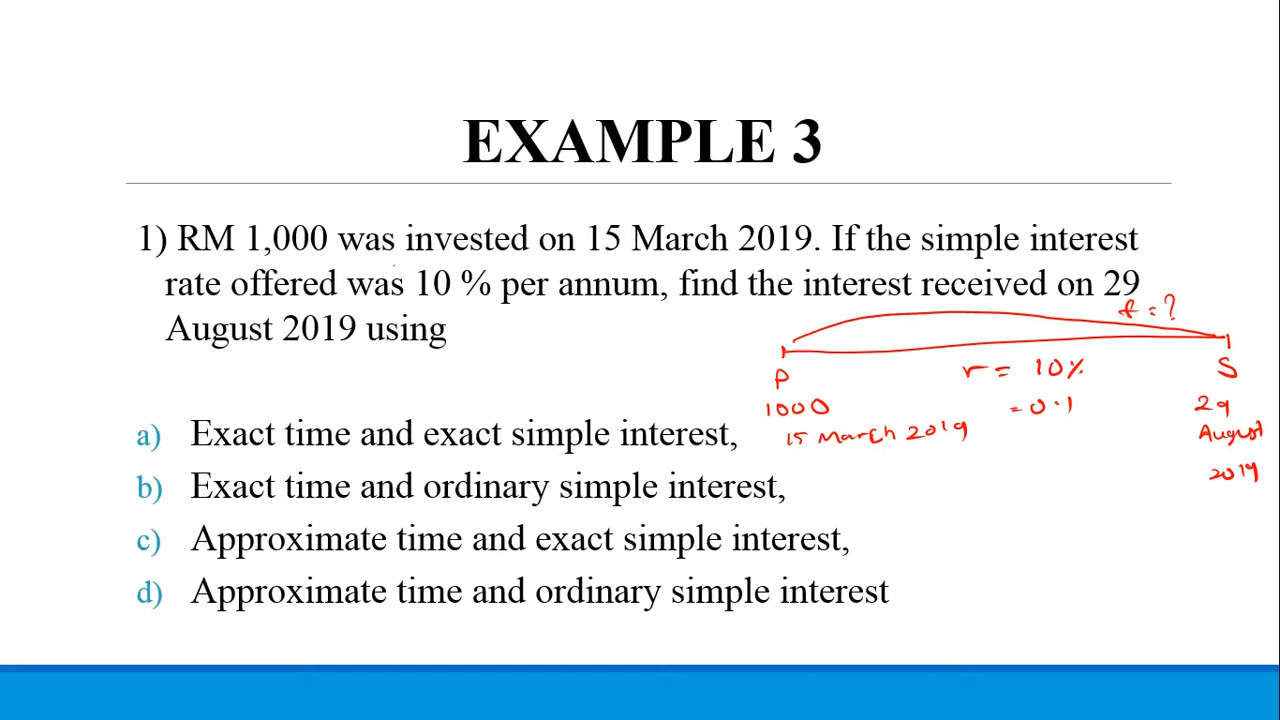 EXAMPLE 3
1) RM 1,000 was invested on 15 March 2019. If the simple interest
rate offered was 10 % per annum, find the interest received on 29
August 2019 using
t = ?
P
r = 10%
S
1000
= 0.1
29
15 March 2019
August
2019
a) Exact time and exact simple interest,
b) Exact time and ordinary simple interest,
c) Approximate time and exact simple interest,
d) Approximate time and ordinary simple interest